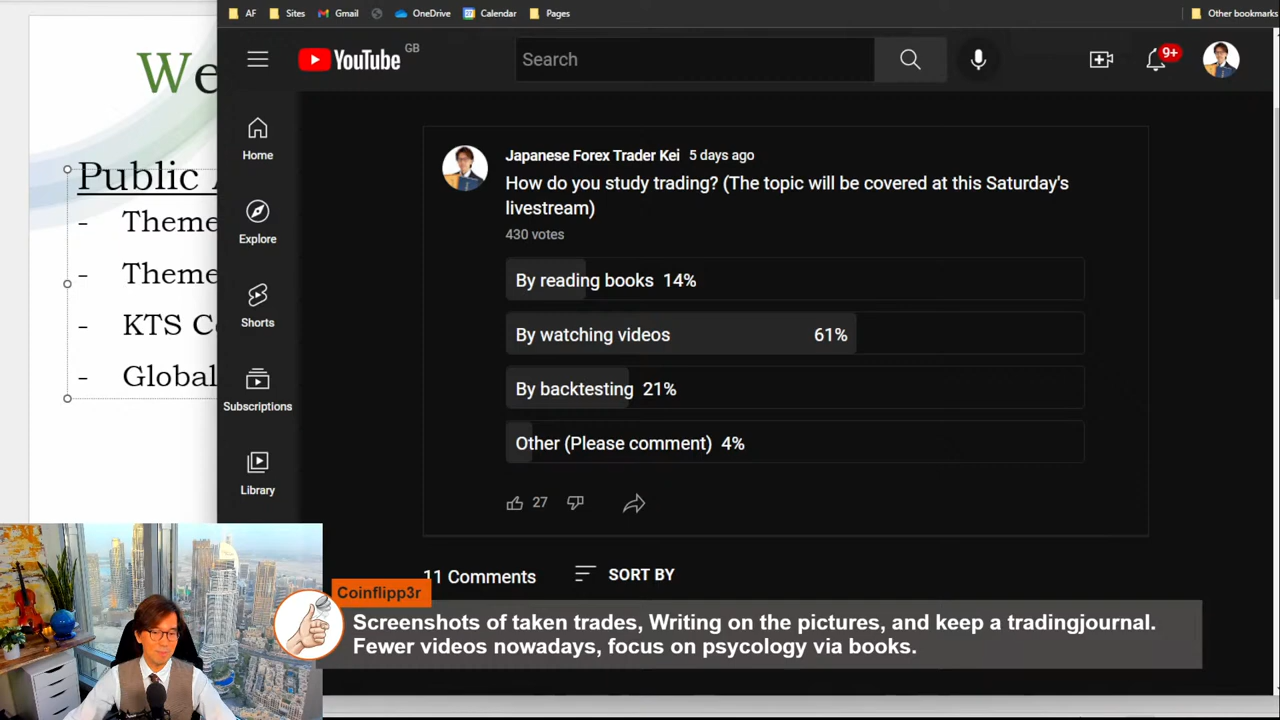 AF
Sites
Gmail
OneDrive
Calendar
Pages
Other bookmarks
YouTube GB
Search
9+
We
Public A
- Theme
- Theme
- KTS Co
- Global
Home
Explore
Shorts
Subscriptions
Library
Japanese Forex Trader Kei 5 days ago
How do you study trading? (The topic will be covered at this Saturday's
livestream)
430 votes
By reading books 14%
By watching videos 61%
By backtesting 21%
Other (Please comment) 4%
27
11 Comments
SORT BY
Coinflipp3r
Screenshots of taken trades, Writing on the pictures, and keep a tradingjournal.
Fewer videos nowadays, focus on psycology via books.